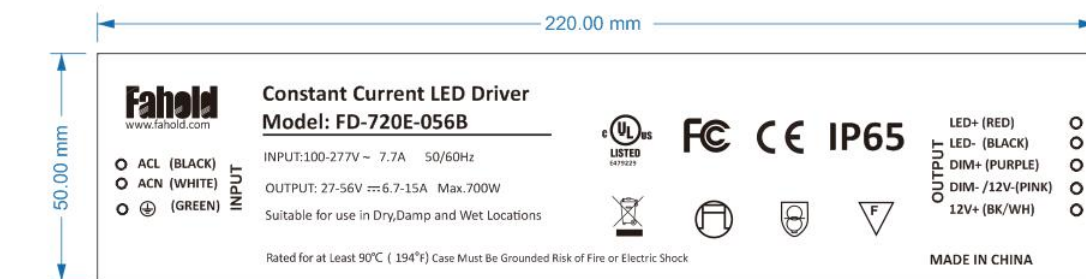 220.00 mm
50.00 mm
Fahold
www.fahold.com
ACL (BLACK)
ACN (WHITE)
(GREEN)
INPUT
Constant Current LED Driver
Model: FD-720E-056B
INPUT:100-277V ~ 7.7A 50/60Hz
OUTPUT: 27-56V ⎓ 6.7-15A Max.700W
Suitable for use in Dry,Damp and Wet Locations
Rated for at Least 90℃ ( 194°F) Case Must Be Grounded Risk of Fire or Electric Shock
c UL us
LISTED
E479229
FC CE IP65
F
OUTPUT
LED+ (RED)
LED- (BLACK)
DIM+ (PURPLE)
DIM- /12V-(PINK)
12V+ (BK/WH)
MADE IN CHINA